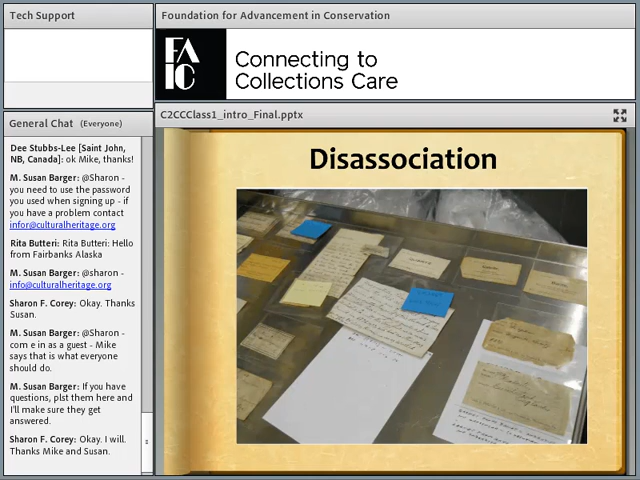 Tech Support
Foundation for Advancement in Conservation
FAIC
Connecting to
Collections Care
General Chat (Everyone)
Dee Stubbs-Lee [Saint John,
NB, Canada]: ok Mike, thanks!
M. Susan Barger: @Sharon -
you need to use the password
you used when signing up - if
you have a problem contact
infor@culturalheritage.org
Rita Butteri: Rita Butteri: Hello
from Fairbanks Alaska
M. Susan Barger: @sharon -
info@culturalheritage.org
Sharon F. Corey: Okay. Thanks
Susan.
M. Susan Barger: @Sharon -
com e in as a guest - Mike
says that is what everyone
should do.
M. Susan Barger: If you have
questions, plst them here and
I'll make sure they get
answered.
Sharon F. Corey: Okay. I will.
Thanks Mike and Susan.
C2CCClass1_intro_Final.pptx
Disassociation